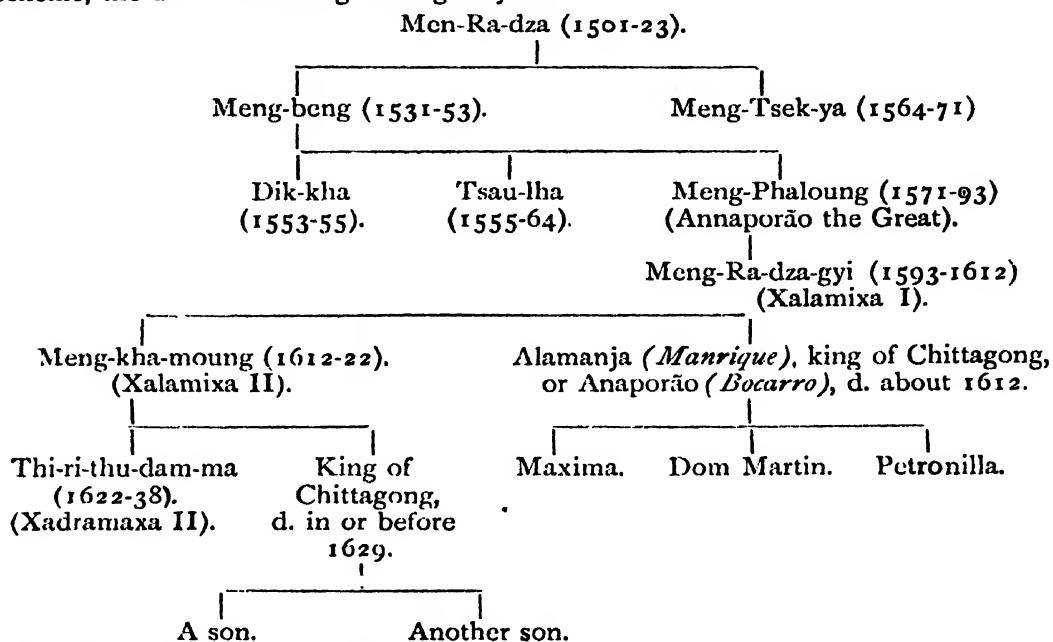 Men-Ra-dza (1501-23).
Meng-beng (1531-53). Meng-Tsek-ya (1564-71)
Dik-kha Tsau-lha Meng-Phaloung (1571-93)
(1553-55). (1555-64). (Annaporão the Great).
Meng-Ra-dza-gyi (1593-1612)
(Xalamixa I).
Meng-kha-moung (1612-22). Alamanja (Manrique), king of Chittagong,
(Xalamixa II). or Anaporão (Bocarro), d. about 1612.
Thi-ri-thu-dam-ma King of Maxima. Dom Martin. Petronilla.
(1622-38). Chittagong,
(Xadramaxa II). d. in or before
1629.
A son. Another son.